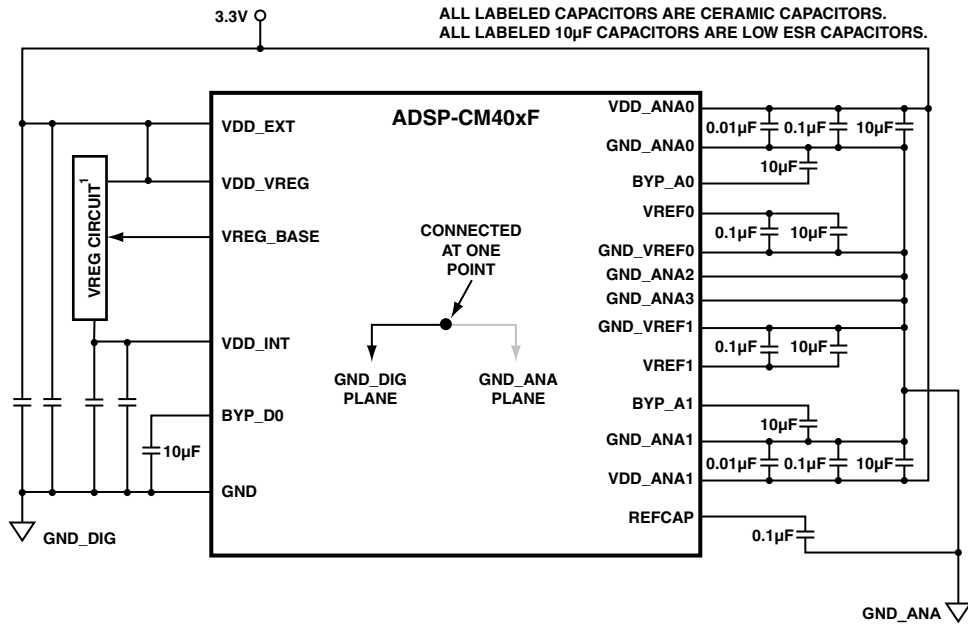 3.3V
ALL LABELED CAPACITORS ARE CERAMIC CAPACITORS.
ALL LABELED 10µF CAPACITORS ARE LOW ESR CAPACITORS.
ADSP-CM40xF
VDD_EXT
VDD_VREG
VREG_BASE
VDD_INT
BYP_D0
GND
VREG CIRCUIT1
10µF
GND_DIG
CONNECTED
AT ONE
POINT
GND_DIG
PLANE
GND_ANA
PLANE
VDD_ANA0
0.01µF
0.1µF
10µF
GND_ANA0
10µF
BYP_A0
VREF0
0.1µF
10µF
GND_VREF0
GND_ANA2
GND_ANA3
GND_VREF1
0.1µF
10µF
VREF1
BYP_A1
10µF
GND_ANA1
0.01µF
0.1µF
10µF
VDD_ANA1
REFCAP
0.1µF
GND_ANA